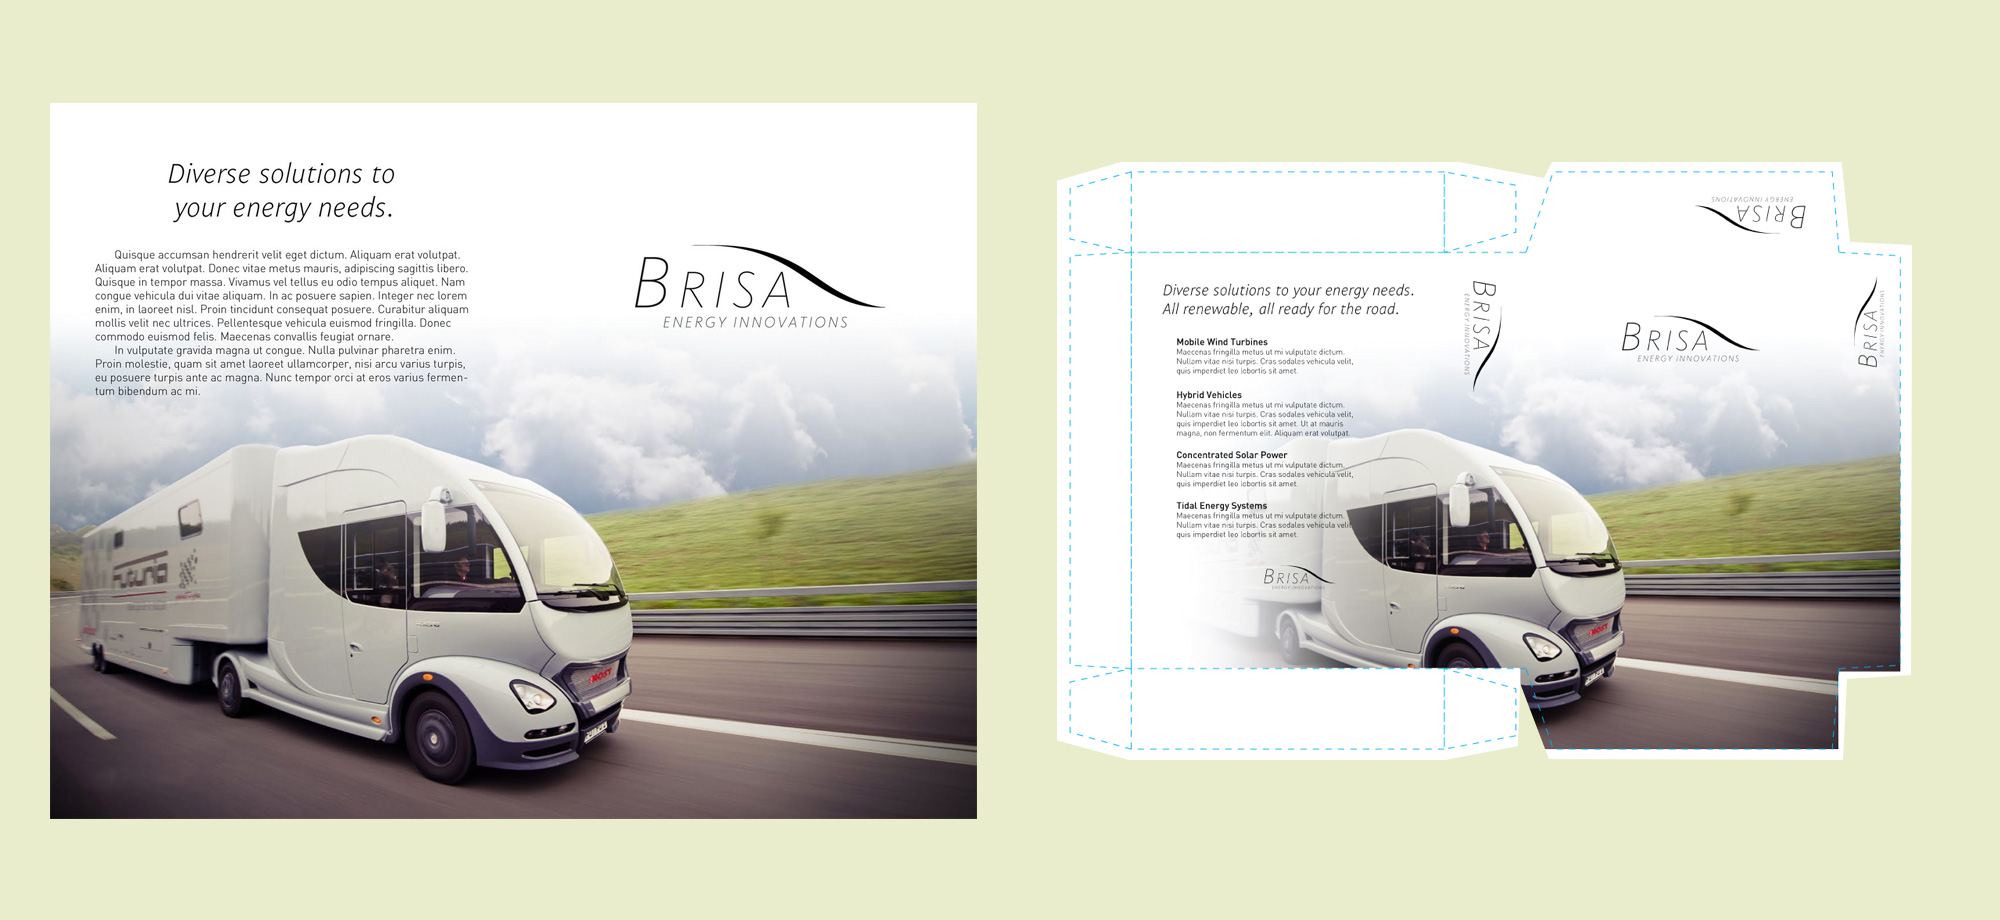 Diverse solutions to
your energy needs.
Quisque accumsan hendrerit velit eget dictum. Aliquam erat volutpat.
Aliquam erat volutpat. Donec vitae metus mauris, adipiscing sagittis libero.
Quisque in tempor massa. Vivamus vel tellus eu odio tempus aliquet. Nam
congue vehicula dui vitae aliquam. In ac posuere sapien. Integer nec lorem
enim, in laoreet nisl. Proin tincidunt consequat posuere. Curabitur aliquam
mollis velit nec ultrices. Pellentesque vehicula euismod fringilla. Donec
commodo euismod felis. Maecenas convallis feugiat ornare.
In vulputate gravida magna ut congue. Nulla pulvinar pharetra enim.
Proin molestie, quam sit amet laoreet ullamcorper, nisi arcu varius turpis,
eu posuere turpis ante ac magna. Nunc tempor orci at eros varius fermen-
tum bibendum ac mi.
BRISA
ENERGY INNOVATIONS
Futuria
MOST
BRISA
ENERGY INNOVATIONS
Diverse solutions to your energy needs.
All renewable, all ready for the road.
Mobile Wind Turbines
Maecenas fringilla metus ut mi vulputate dictum.
Nullam vitae nisi turpis. Cras sodales vehicula velit,
quis imperdiet leo lobortis sit amet.
Hybrid Vehicles
Maecenas fringilla metus ut mi vulputate dictum.
Nullam vitae nisi turpis. Cras sodales vehicula velit,
quis imperdiet leo lobortis sit amet. Ut at mauris
magna, non fermentum elit. Aliquam erat volutpat.
Concentrated Solar Power
Maecenas fringilla metus ut mi vulputate dictum.
Nullam vitae nisi turpis. Cras sodales vehicula velit,
quis imperdiet leo lobortis sit amet.
Tidal Energy Systems
Maecenas fringilla metus ut mi vulputate dictum.
Nullam vitae nisi turpis. Cras sodales vehicula velit,
quis imperdiet leo lobortis sit amet.
BRISA
ENERGY INNOVATIONS
BRISA
ENERGY INNOVATIONS
BRISA
ENERGY INNOVATIONS
BRISA
ENERGY INNOVATIONS
MOST